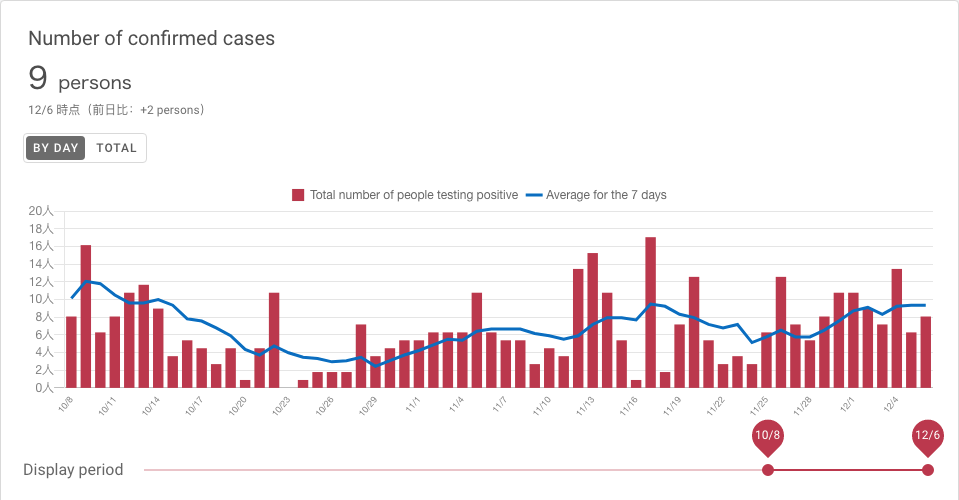 Number of confirmed cases
9 persons
12/6 時点（前日比：+2 persons）
BY DAY TOTAL
Total number of people testing positive Average for the 7 days
20人
18人
16人
14人
12人
10人
8人
6人
4人
2人
0人
10/8 10/11 10/14 10/17 10/20 10/23 10/26 10/29 11/1 11/4 11/7 11/10 11/13 11/16 11/19 11/22 11/25 11/28 12/1 12/4
10/8 12/6
Display period